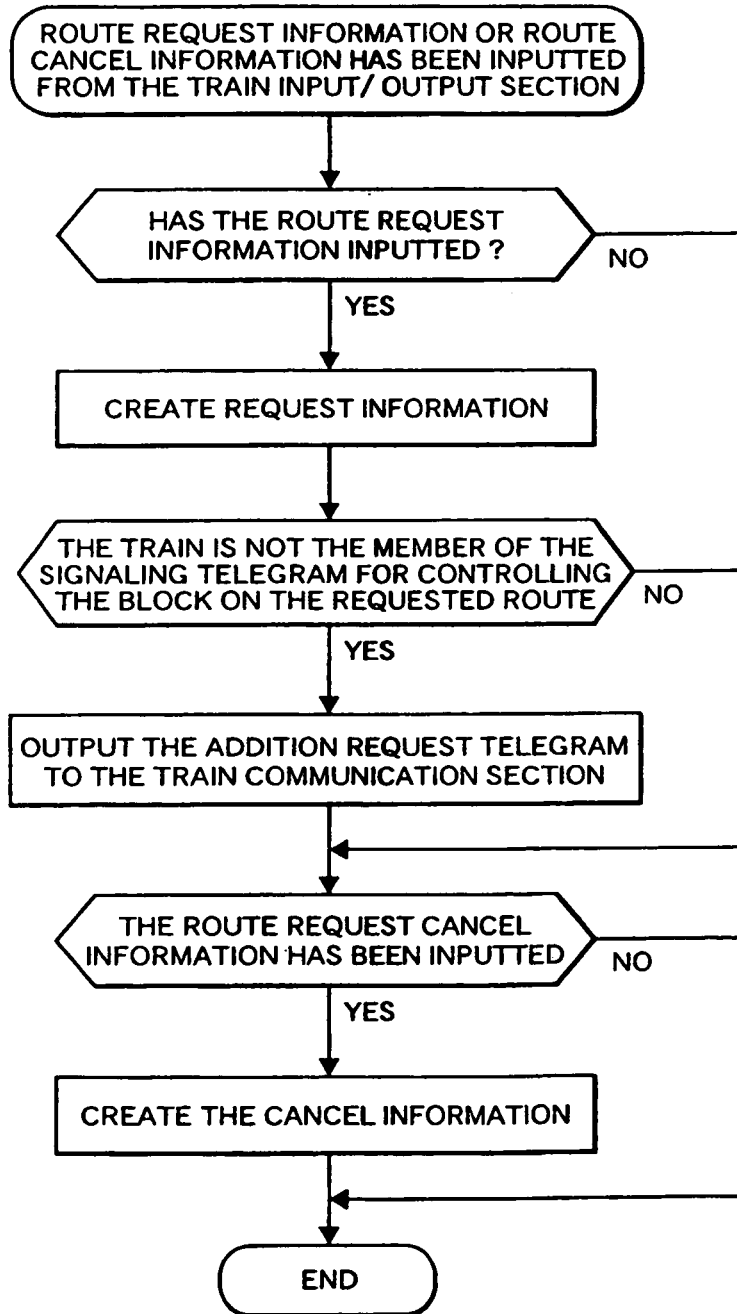 ROUTE REQUEST INFORMATION OR ROUTE
CANCEL INFORMATION HAS BEEN INPUTTED
FROM THE TRAIN INPUT/ OUTPUT SECTION
HAS THE ROUTE REQUEST
INFORMATION INPUTTED ?
NO
YES
CREATE REQUEST INFORMATION
THE TRAIN IS NOT THE MEMBER OF THE
SIGNALING TELEGRAM FOR CONTROLLING
THE BLOCK ON THE REQUESTED ROUTE
NO
YES
OUTPUT THE ADDITION REQUEST TELEGRAM
TO THE TRAIN COMMUNICATION SECTION
THE ROUTE REQUEST CANCEL
INFORMATION HAS BEEN INPUTTED
NO
YES
CREATE THE CANCEL INFORMATION
END